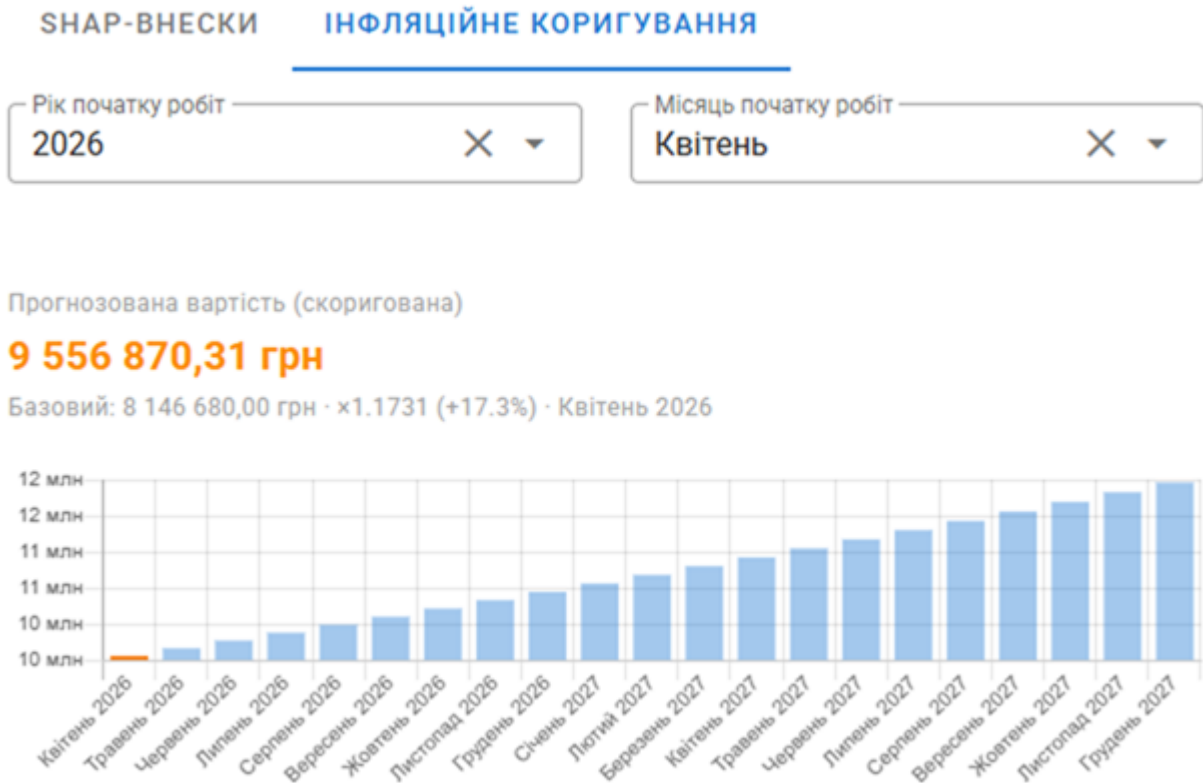 SHAP-ВНЕСКИ ІНФЛЯЦІЙНЕ КОРИГУВАННЯ
Рік початку робіт Місяць початку робіт
2026 Квітень
Прогнозована вартість (скоригована)
9 556 870,31 грн
Базовий: 8 146 680,00 грн · ×1.1731 (+17.3%) · Квітень 2026
12 млн
12 млн
11 млн
11 млн
10 млн
10 млн
Квітень 2026
Травень 2026
Червень 2026
Липень 2026
Серпень 2026
Вересень 2026
Жовтень 2026
Листопад 2026
Грудень 2026
Січень 2027
Лютий 2027
Березень 2027
Квітень 2027
Травень 2027
Червень 2027
Липень 2027
Серпень 2027
Вересень 2027
Жовтень 2027
Листопад 2027
Грудень 2027